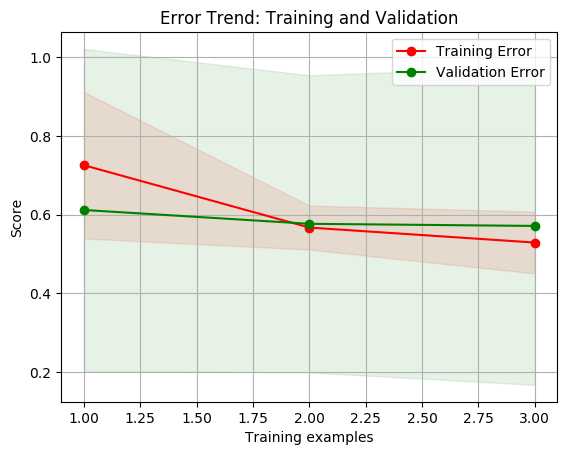 Error Trend: Training and Validation
Training Error
Validation Error
1.0
0.8
0.6
0.4
0.2
Score
1.00
1.25
1.50
1.75
2.00
2.25
2.50
2.75
3.00
Training examples